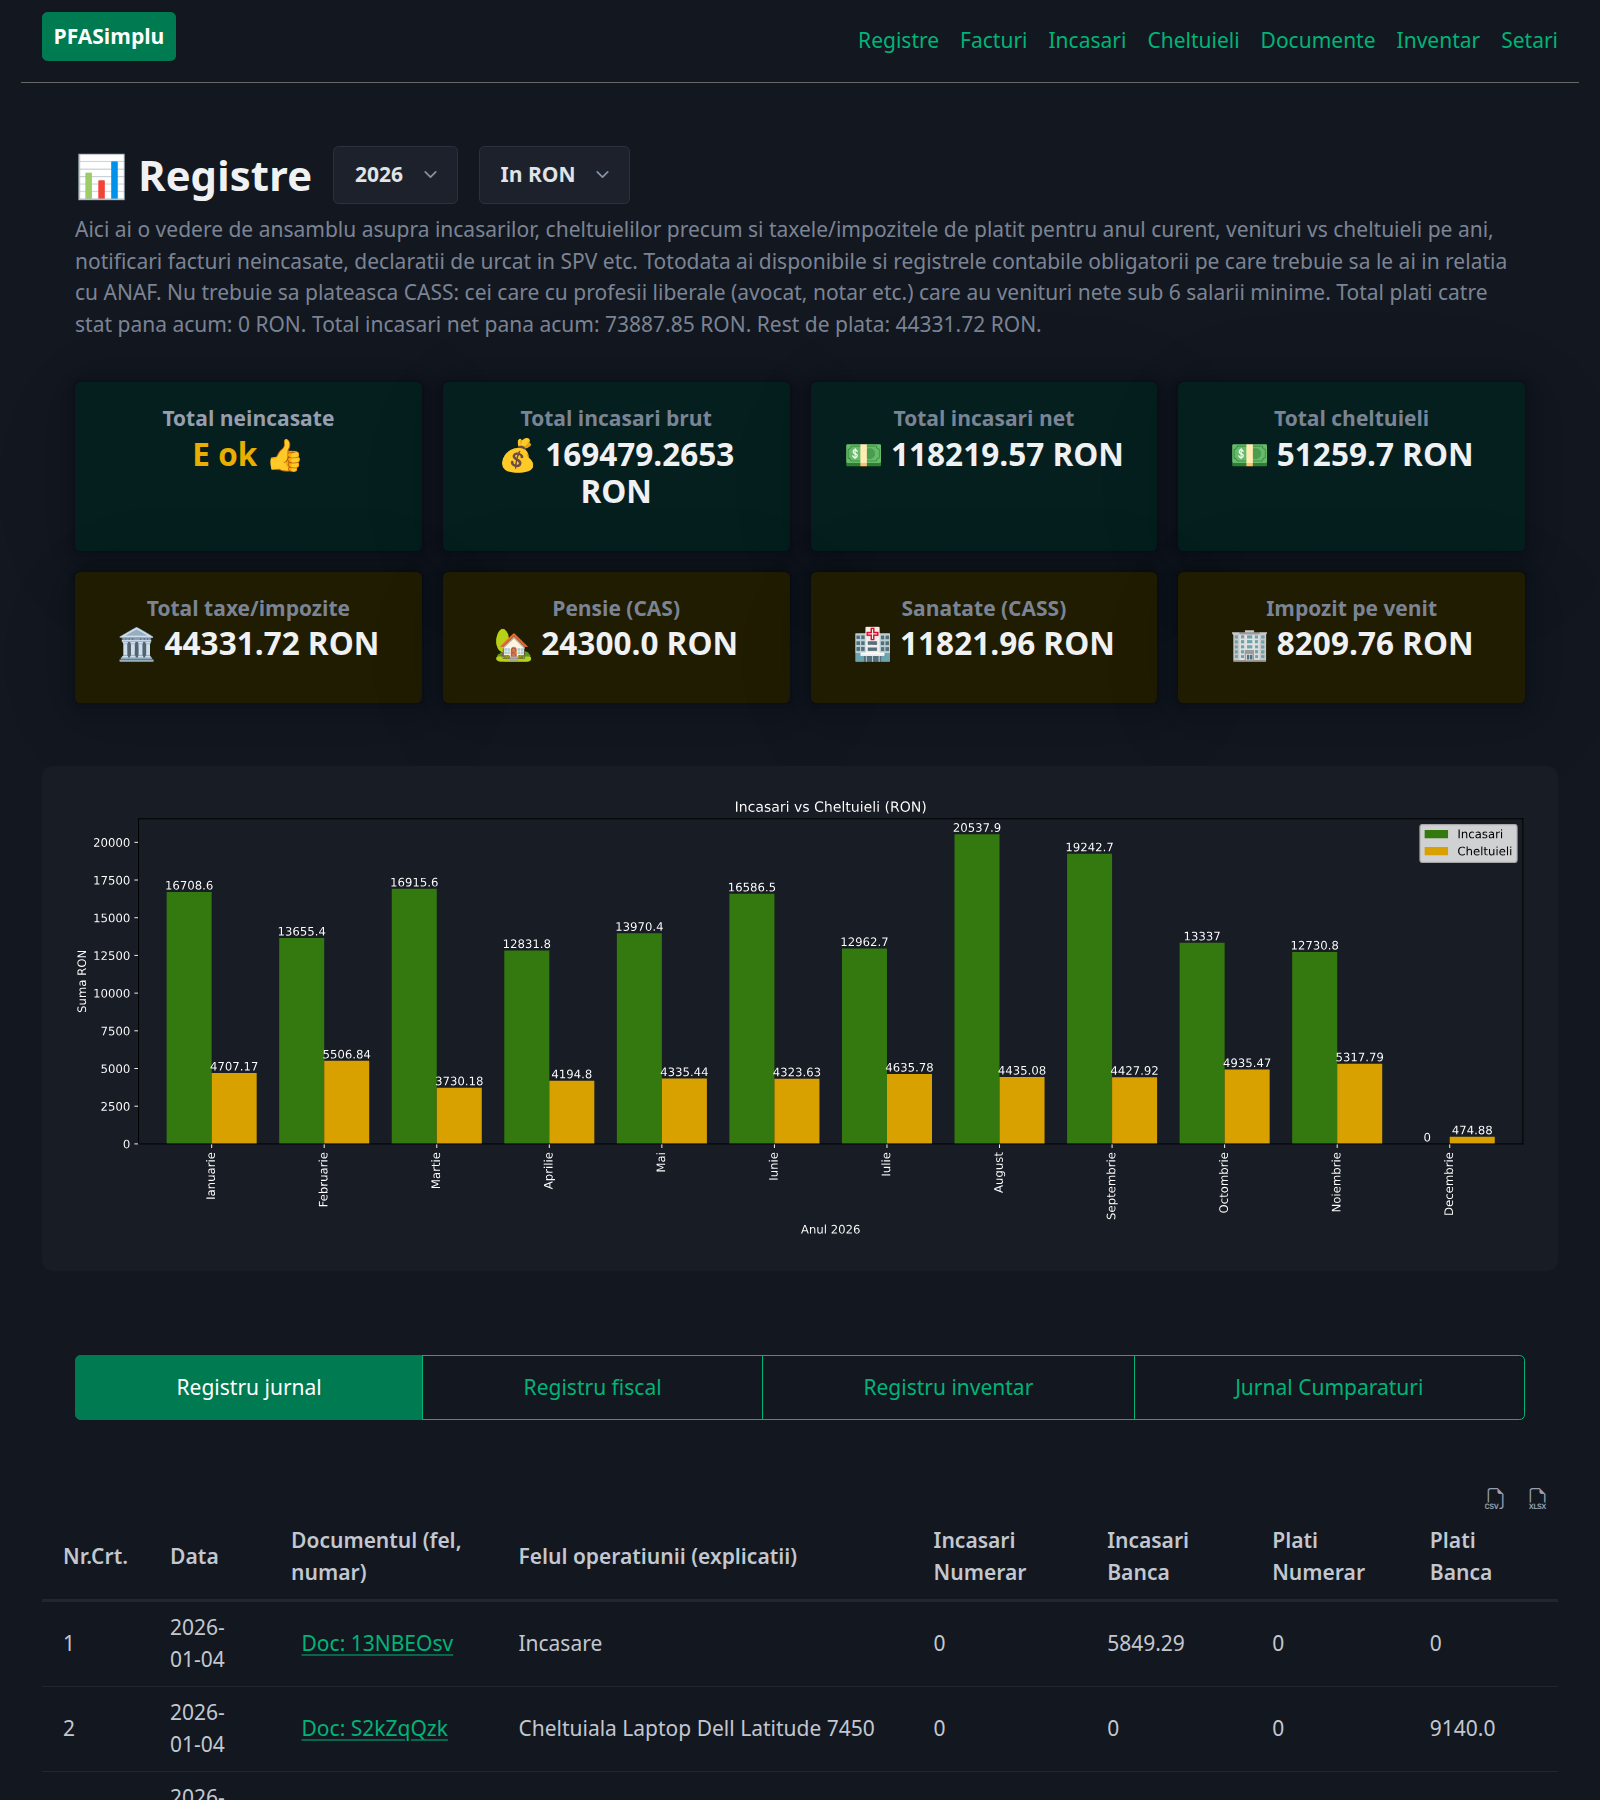 PFASimplu
Registre Facturi Incasari Cheltuieli Documente Inventar Setari
Registre 2026 In RON
Aici ai o vedere de ansamblu asupra incasarilor, cheltuielilor precum si taxele/impozitele de platit pentru anul curent, venituri vs cheltuieli pe ani,
notificari facturi neincasate, declaratii de urcat in SPV etc. Totodata ai disponibile si registrele contabile obligatorii pe care trebuie sa le ai in relatia
cu ANAF. Nu trebuie sa plateasca CASS: cei care cu profesii liberale (avocat, notar etc.) care au venituri nete sub 6 salarii minime. Total plati catre
stat pana acum: 0 RON. Total incasari net pana acum: 73887.85 RON. Rest de plata: 44331.72 RON.
Total neincasate
E ok 👍
Total incasari brut
💰 169479.2653
RON
Total incasari net
💵 118219.57 RON
Total cheltuieli
💵 51259.7 RON
Total taxe/impozite
🏛️ 44331.72 RON
Pensie (CAS)
🏡 24300.0 RON
Sanatate (CASS)
🏥 11821.96 RON
Impozit pe venit
🏢 8209.76 RON
Incasari vs Cheltuieli (RON)
Incasari
Cheltuieli
Suma RON
20000
17500
15000
12500
10000
7500
5000
2500
0
16708.6
4707.17
13655.4
5506.84
16915.6
3730.18
12831.8
4194.8
13970.4
4335.44
16586.5
4323.63
12962.7
4635.78
20537.9
4435.08
19242.7
4427.92
13337
4935.47
12730.8
5317.79
0
474.88
Ianuarie
Februarie
Martie
Aprilie
Mai
Iunie
Iulie
August
Septembrie
Octombrie
Noiembrie
Decembrie
Anul 2026
Registru jurnal
Registru fiscal
Registru inventar
Jurnal Cumparaturi
CSV XLSX
Nr.Crt. Data Documentul (fel, numar) Felul operatiunii (explicatii) Incasari Numerar Incasari Banca Plati Numerar Plati Banca
1 2026-01-04 Doc: 13NBEOsv Incasare 0 5849.29 0 0
2 2026-01-04 Doc: S2kZqQzk Cheltuiala Laptop Dell Latitude 7450 0 0 0 9140.0
2026-